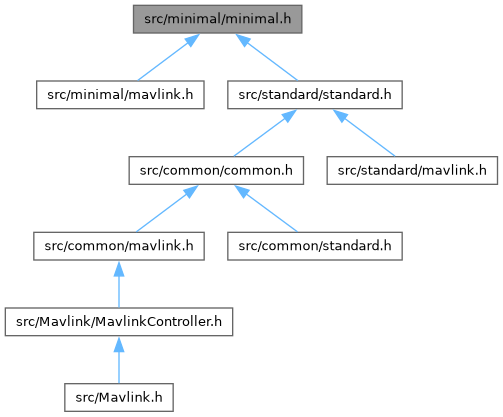 src/minimal/minimal.h
src/minimal/mavlink.h
src/standard/standard.h
src/common/common.h
src/standard/mavlink.h
src/common/mavlink.h
src/common/standard.h
src/Mavlink/MavlinkController.h
src/Mavlink.h